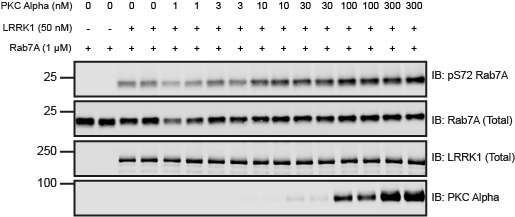 PKC Alpha (nM) 0 0 0 0 1 1 3 3 10 10 30 30 100 100 300 300
LRRK1 (50 nM) - - + + + + + + + + + + + + + +
Rab7A (1 µM) + + + + + + + + + + + + + + + +
25 IB: pS72 Rab7A
25 IB: Rab7A (Total)
250 IB: LRRK1 (Total)
100 IB: PKC Alpha